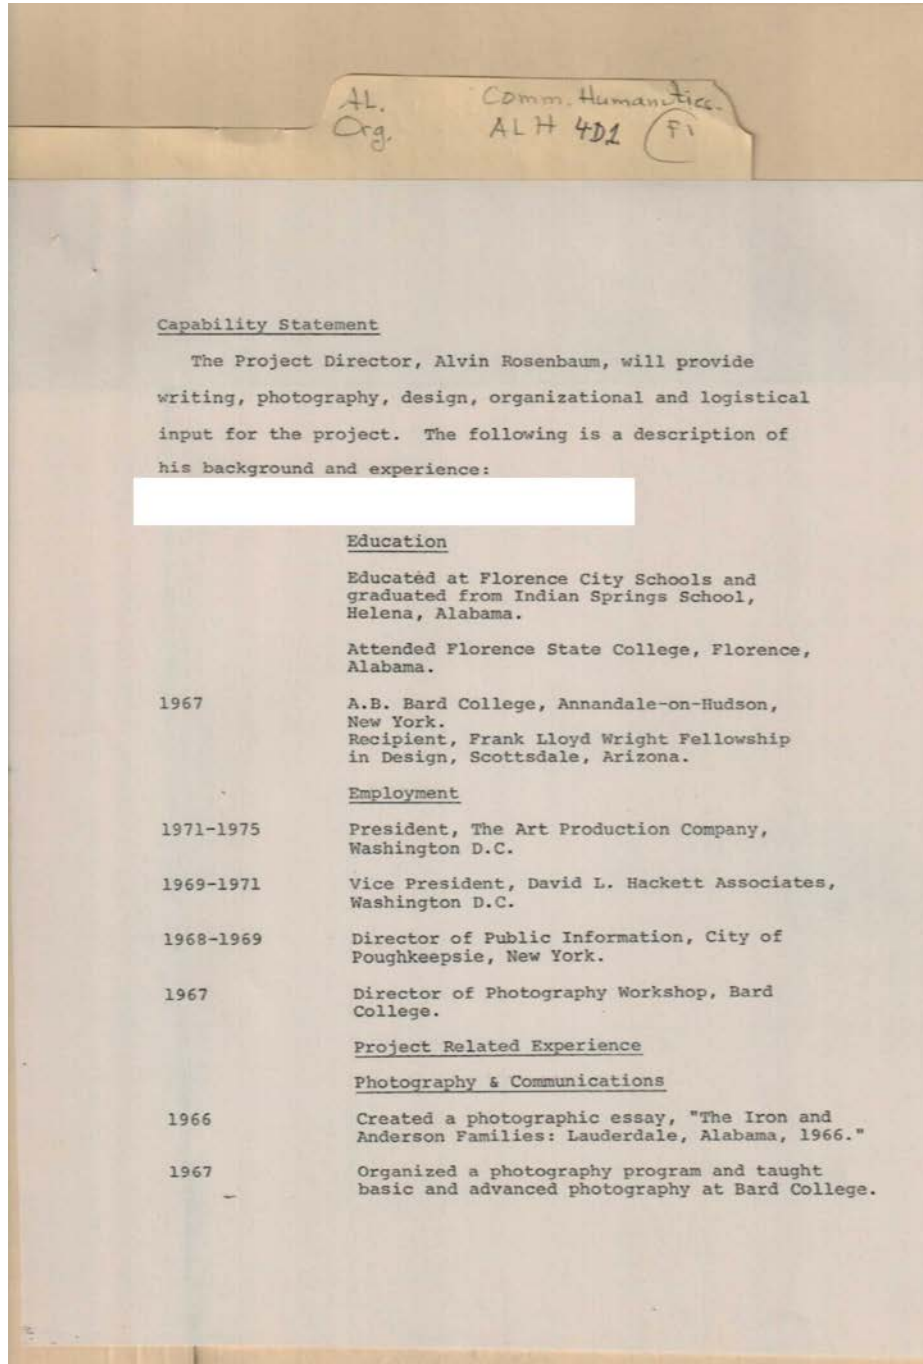 AL. Comm. Humanities.
Org. ALH 4D1 F1
Capability Statement
The Project Director, Alvin Rosenbaum, will provide
writing, photography, design, organizational and logistical
input for the project. The following is a description of
his background and experience:
Education
Educated at Florence City Schools and
graduated from Indian Springs School,
Helena, Alabama.
Attended Florence State College, Florence,
Alabama.
1967 A.B. Bard College, Annandale-on-Hudson,
New York.
Recipient, Frank Lloyd Wright Fellowship
in Design, Scottsdale, Arizona.
Employment
1971-1975 President, The Art Production Company,
Washington D.C.
1969-1971 Vice President, David L. Hackett Associates,
Washington D.C.
1968-1969 Director of Public Information, City of
Poughkeepsie, New York.
1967 Director of Photography Workshop, Bard
College.
Project Related Experience
Photography & Communications
1966 Created a photographic essay, "The Iron and
Anderson Families: Lauderdale, Alabama, 1966."
1967 Organized a photography program and taught
basic and advanced photography at Bard College.